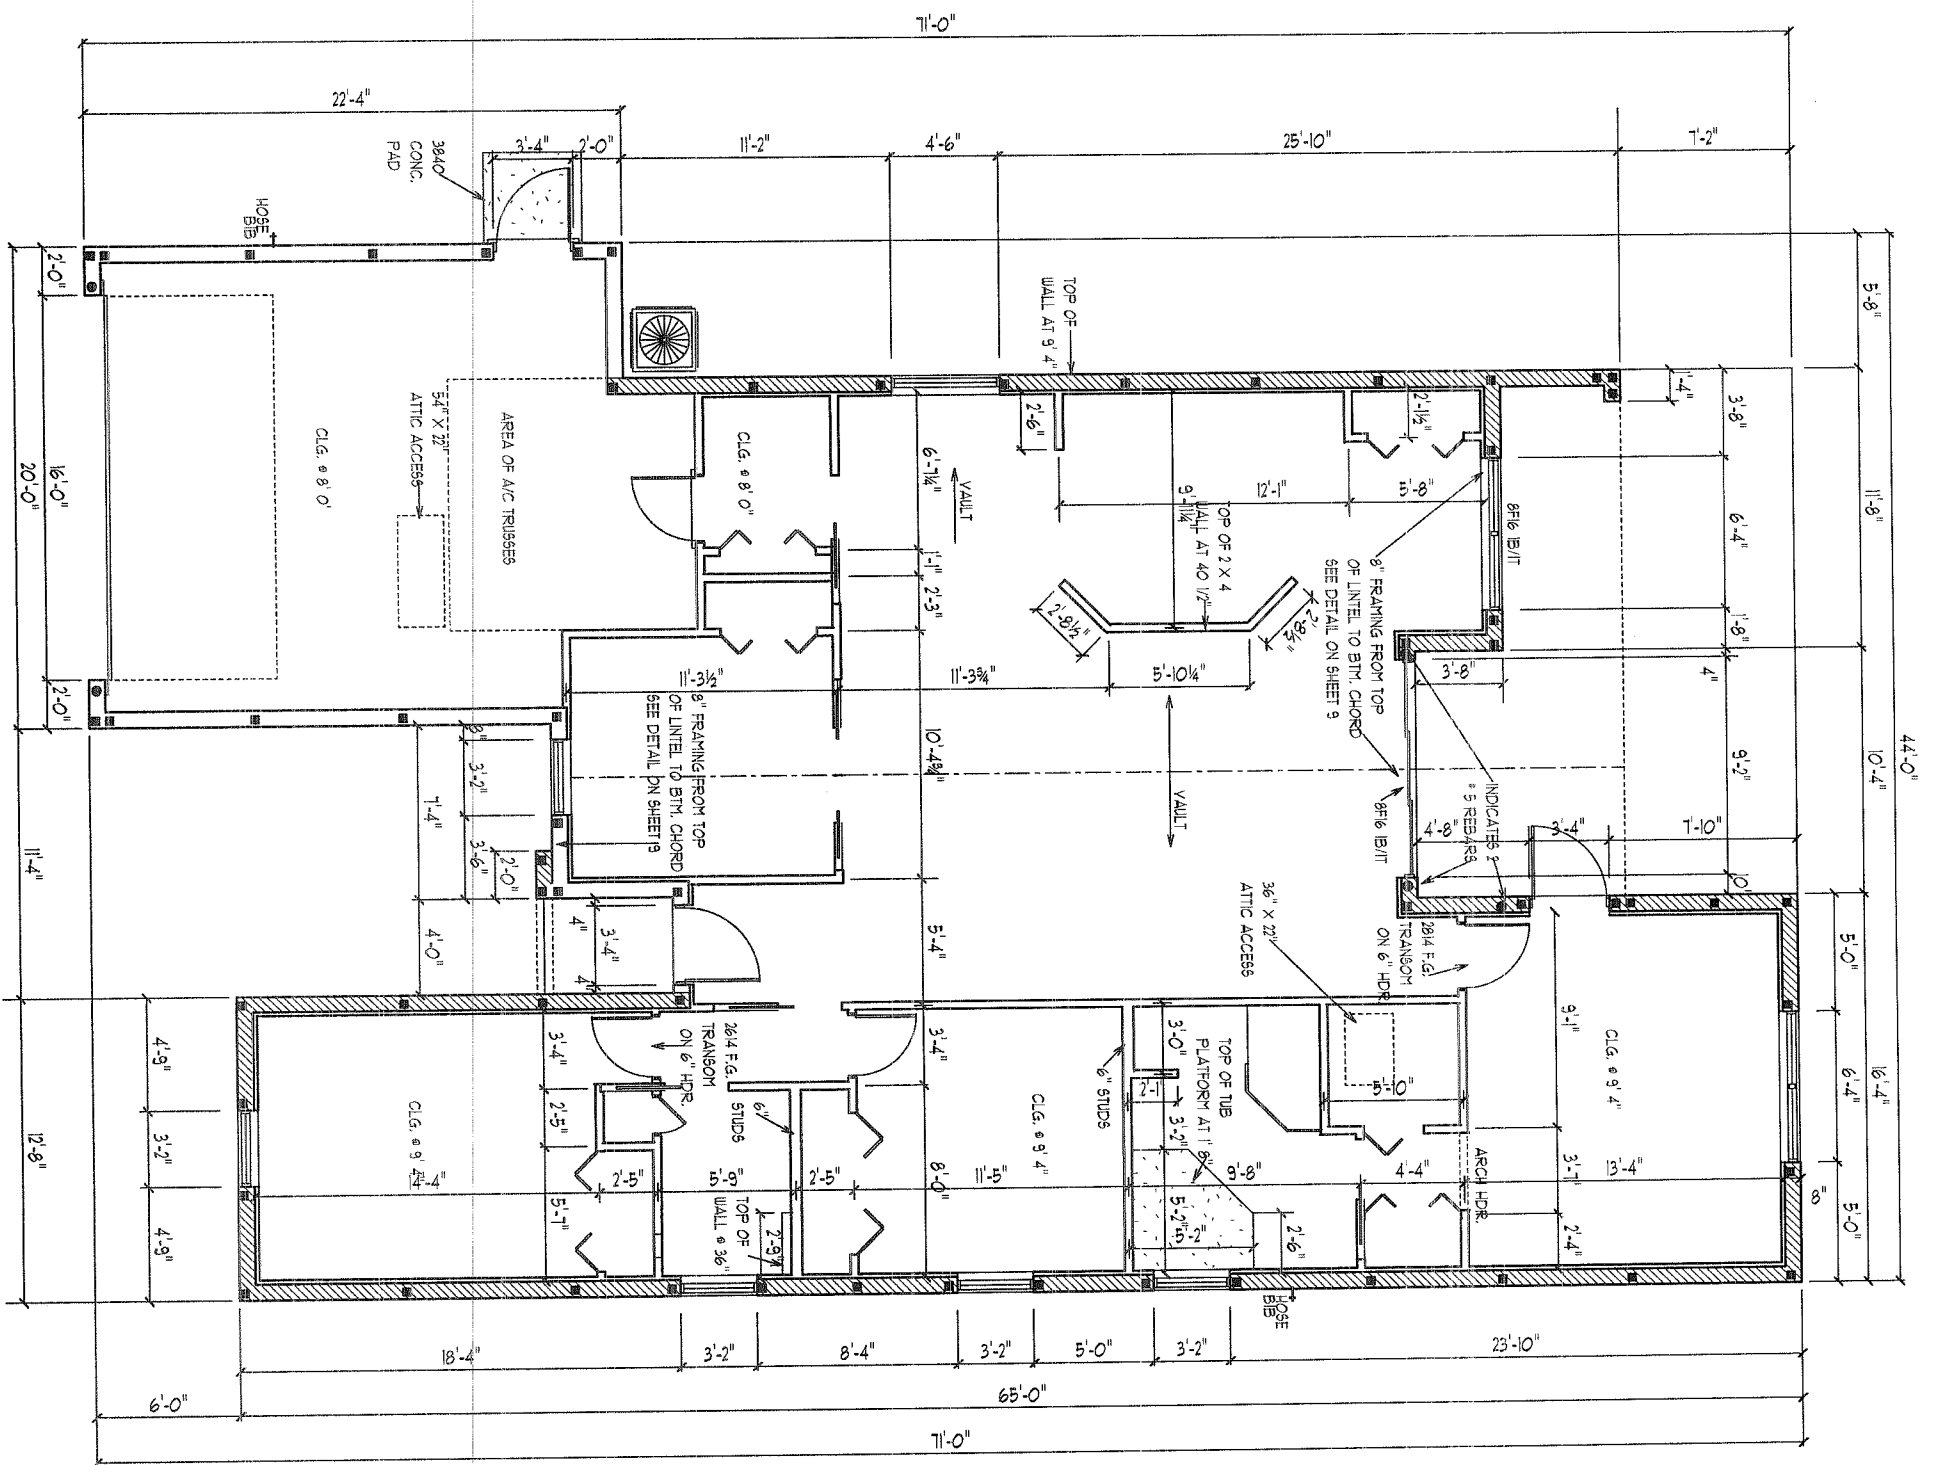 71'-0"
22'-4"
3'-4"
2'-0"
11'-2"
4'-6"
25'-10"
7'-2"
3840
CONC.
PAD
HOSE
BIB
TOP OF
WALL AT 9' 4"
5'-8"
11'-8"
44'-0"
10'-4"
16'-4"
1'-4"
3'-8"
6'-4"
1'-8"
4"
9'-2"
10"
2'-0"
16'-0"
20'-0"
2'-0"
11'-4"
12'-8"
CLG. @ 8' 0"
54" X 22"
ATTIC ACCESS
AREA OF A/C TRUSSES
CLG. @ 8' 0"
2'-6"
6'-7¼"
VAULT
1'-1"
2'-3"
12'-1"
5'-8"
2'-1½"
9'-11¼"
TOP OF 2 X 4
WALL AT 40 1/2"
8F16 1B/1T
8" FRAMING FROM TOP
OF LINTEL TO BTM. CHORD
SEE DETAIL ON SHEET 9
2'-8½"
2'-8½"
5'-10¼"
11'-3½"
11'-3¾"
3'-8"
8" FRAMING FROM TOP
OF LINTEL TO BTM. CHORD
SEE DETAIL ON SHEET 9
10'-4¾"
VAULT
8F16 1B/1T
INDICATES 2
# 5 REBARS
4'-8"
3'-4"
7'-10"
8"
3'-2"
3'-6"
7'-4"
2'-0"
4'-0"
4"
3'-4"
4"
5'-4"
36" X 22"
ATTIC ACCESS
2814 F.G.
TRANSOM
ON 6" HDR.
5'-0"
6'-4"
5'-0"
8"
9'-1"
CLG. @ 9' 4"
3'-4"
2614 F.G.
TRANSOM
ON 6" HDR.
3'-4"
3'-0"
TOP OF TUB
PLATFORM AT 1' 8"
5'-10"
4'-9"
3'-2"
4'-9"
CLG. @ 9' 4"
14'-4"
2'-5"
5'-7"
2'-5"
6"
STUDS
5'-9"
2'-5"
8'-0"
CLG. @ 9' 4"
11'-5"
6" STUDS
2'-1"
3'-2"
9'-8"
4'-4"
ARCH HDR.
3'-7"
13'-4"
2'-4"
TOP OF
WALL @ 36"
2'-9"
5'-2"
5'-2"
2'-6"
HOSE
BIB
18'-4"
3'-2"
8'-4"
3'-2"
5'-0"
3'-2"
23'-10"
6'-0"
65'-0"
71'-0"